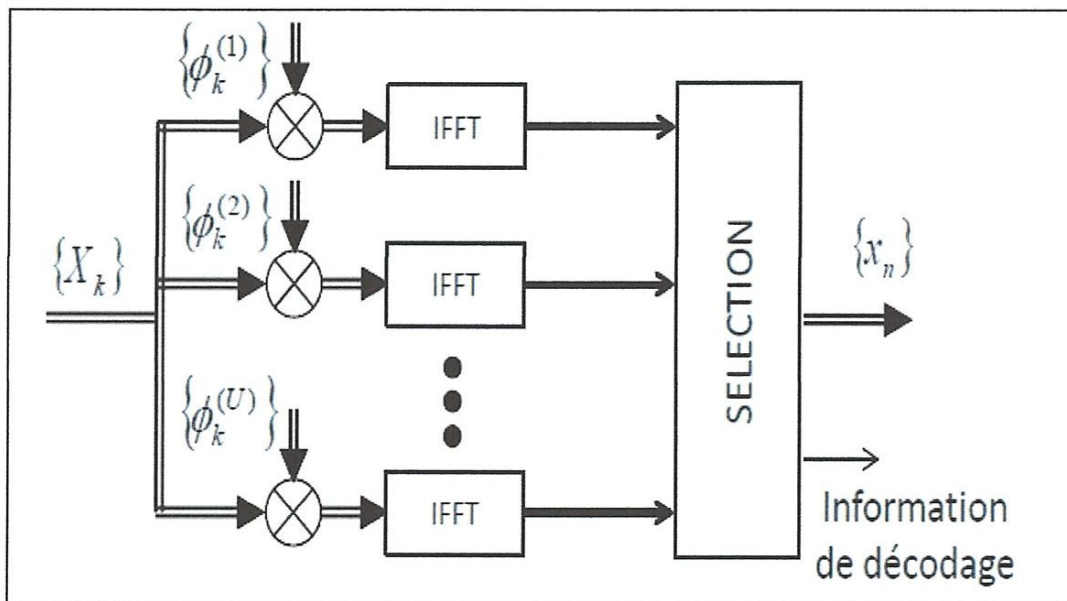 {ϕ_k^(1)}
IFFT
{ϕ_k^(2)}
{X_k}
IFFT
SELECTION
{x_n}
{ϕ_k^(U)}
IFFT
Information
de décodage